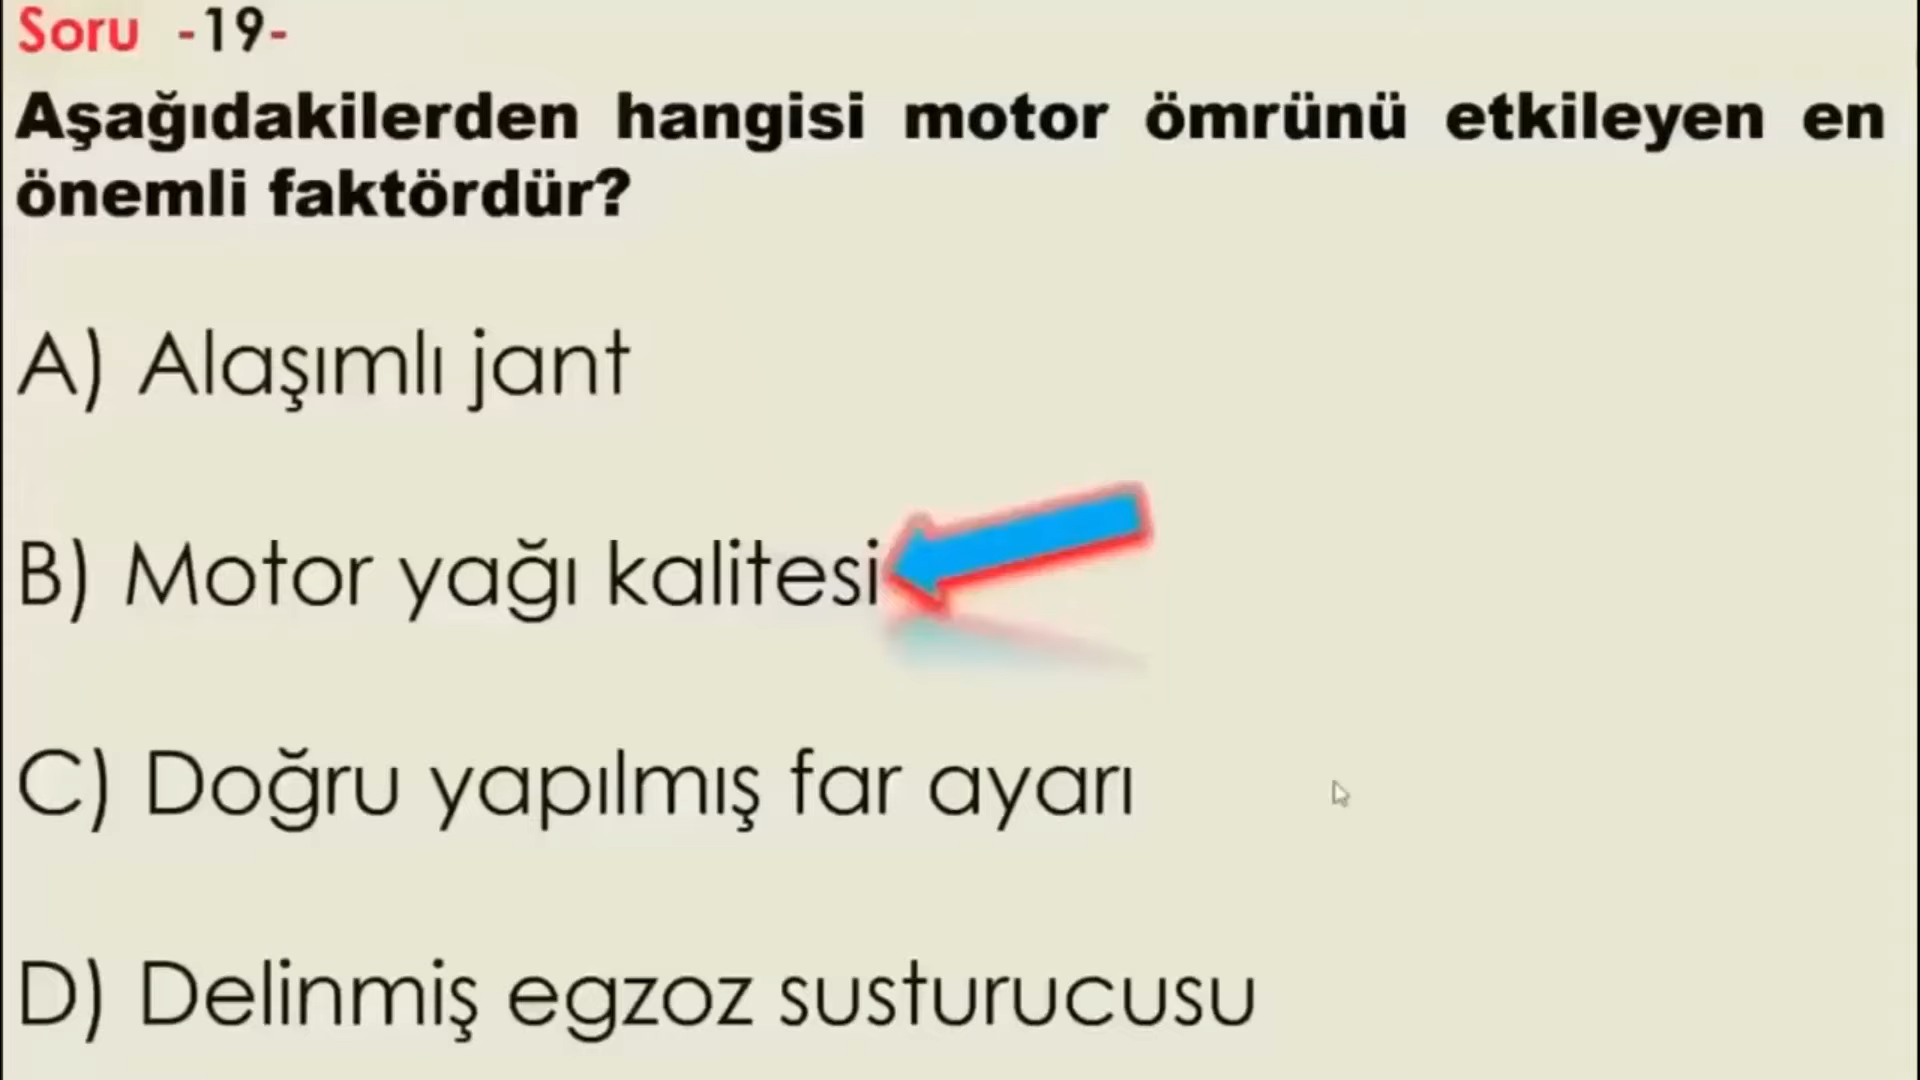 Soru -19-
Aşağıdakilerden hangisi motor ömrünü etkileyen en
önemli faktördür?
A) Alaşımlı jant
B) Motor yağı kalitesi
C) Doğru yapılmış far ayarı
D) Delinmiş egzoz susturucusu